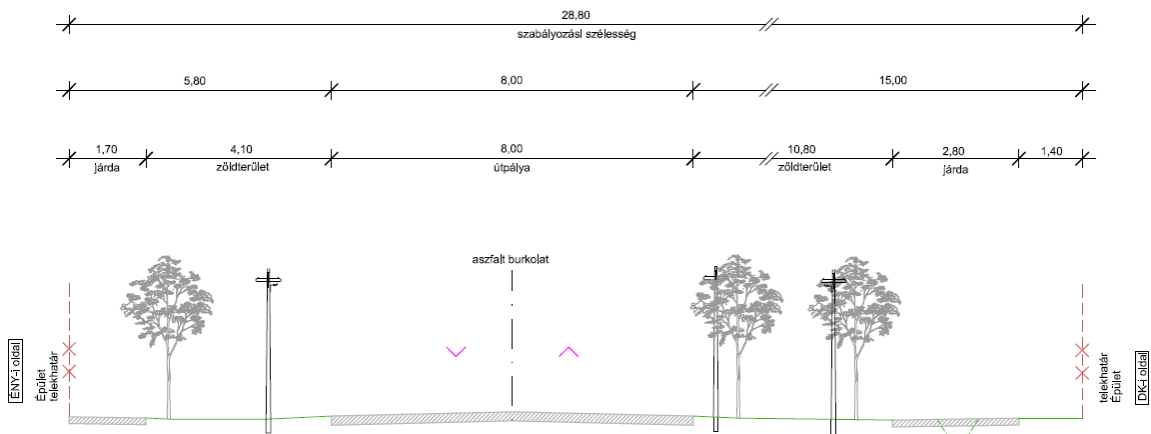 28,80
szabályozási szélesség
5,80
8,00
15,00
1,70
4,10
8,00
10,80
2,80
1,40
járda
zöldterület
útpálya
zöldterület
járda
aszfalt burkolat
ÉNY-i oldal
Épület
telekhatár
telekhatár
Épület
DK-i oldal